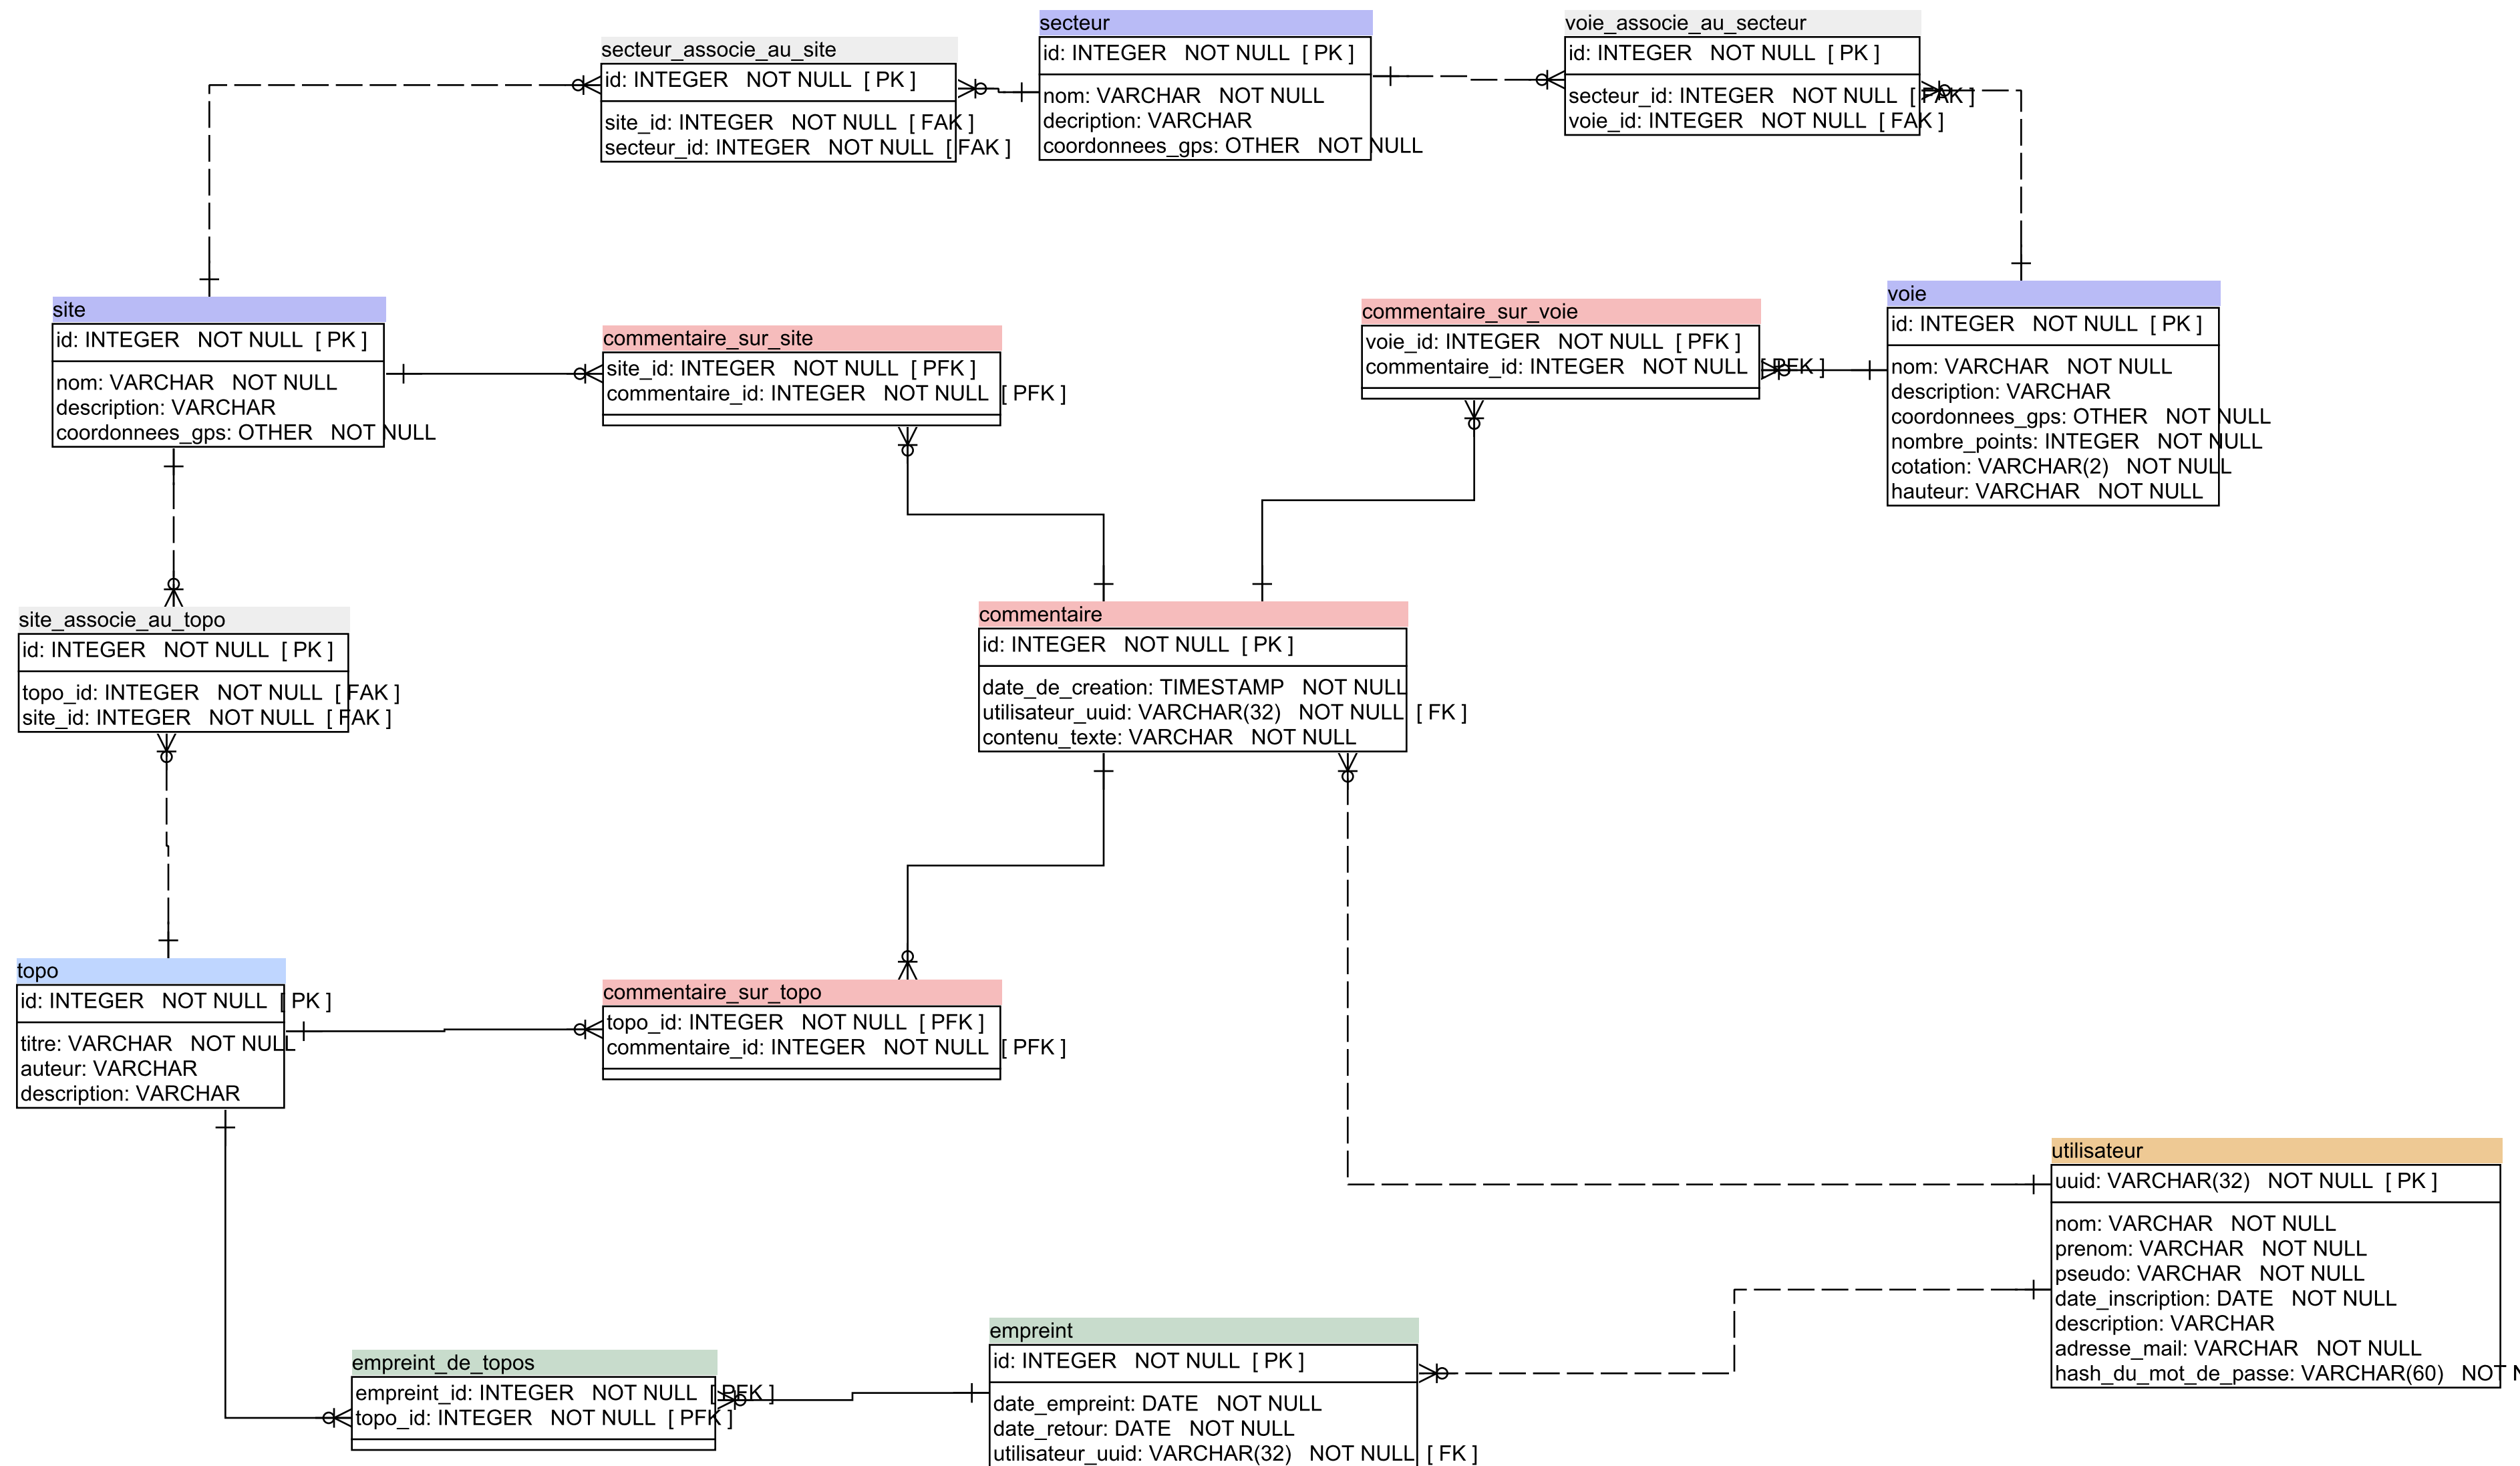 secteur
id: INTEGER NOT NULL [ PK ]
nom: VARCHAR NOT NULL
decription: VARCHAR
coordonnees_gps: OTHER NOT NULL
voie_associe_au_secteur
id: INTEGER NOT NULL [ PK ]
secteur_id: INTEGER NOT NULL [ FAK ]
voie_id: INTEGER NOT NULL [ FAK ]
secteur_associe_au_site
id: INTEGER NOT NULL [ PK ]
site_id: INTEGER NOT NULL [ FAK ]
secteur_id: INTEGER NOT NULL [ FAK ]
site
id: INTEGER NOT NULL [ PK ]
nom: VARCHAR NOT NULL
description: VARCHAR
coordonnees_gps: OTHER NOT NULL
commentaire_sur_site
site_id: INTEGER NOT NULL [ PFK ]
commentaire_id: INTEGER NOT NULL [ PFK ]
commentaire_sur_voie
voie_id: INTEGER NOT NULL [ PFK ]
commentaire_id: INTEGER NOT NULL [ PFK ]
voie
id: INTEGER NOT NULL [ PK ]
nom: VARCHAR NOT NULL
description: VARCHAR
coordonnees_gps: OTHER NOT NULL
nombre_points: INTEGER NOT NULL
cotation: VARCHAR(2) NOT NULL
hauteur: VARCHAR NOT NULL
site_associe_au_topo
id: INTEGER NOT NULL [ PK ]
topo_id: INTEGER NOT NULL [ FAK ]
site_id: INTEGER NOT NULL [ FAK ]
commentaire
id: INTEGER NOT NULL [ PK ]
date_de_creation: TIMESTAMP NOT NULL
utilisateur_uuid: VARCHAR(32) NOT NULL [ FK ]
contenu_texte: VARCHAR NOT NULL
topo
id: INTEGER NOT NULL [ PK ]
titre: VARCHAR NOT NULL
auteur: VARCHAR
description: VARCHAR
commentaire_sur_topo
topo_id: INTEGER NOT NULL [ PFK ]
commentaire_id: INTEGER NOT NULL [ PFK ]
utilisateur
uuid: VARCHAR(32) NOT NULL [ PK ]
nom: VARCHAR NOT NULL
prenom: VARCHAR NOT NULL
pseudo: VARCHAR NOT NULL
date_inscription: DATE NOT NULL
description: VARCHAR
adresse_mail: VARCHAR NOT NULL
hash_du_mot_de_passe: VARCHAR(60) NOT
empreint_de_topos
empreint_id: INTEGER NOT NULL [ PFK ]
topo_id: INTEGER NOT NULL [ PFK ]
empreint
id: INTEGER NOT NULL [ PK ]
date_empreint: DATE NOT NULL
date_retour: DATE NOT NULL
utilisateur_uuid: VARCHAR(32) NOT NULL [ FK ]